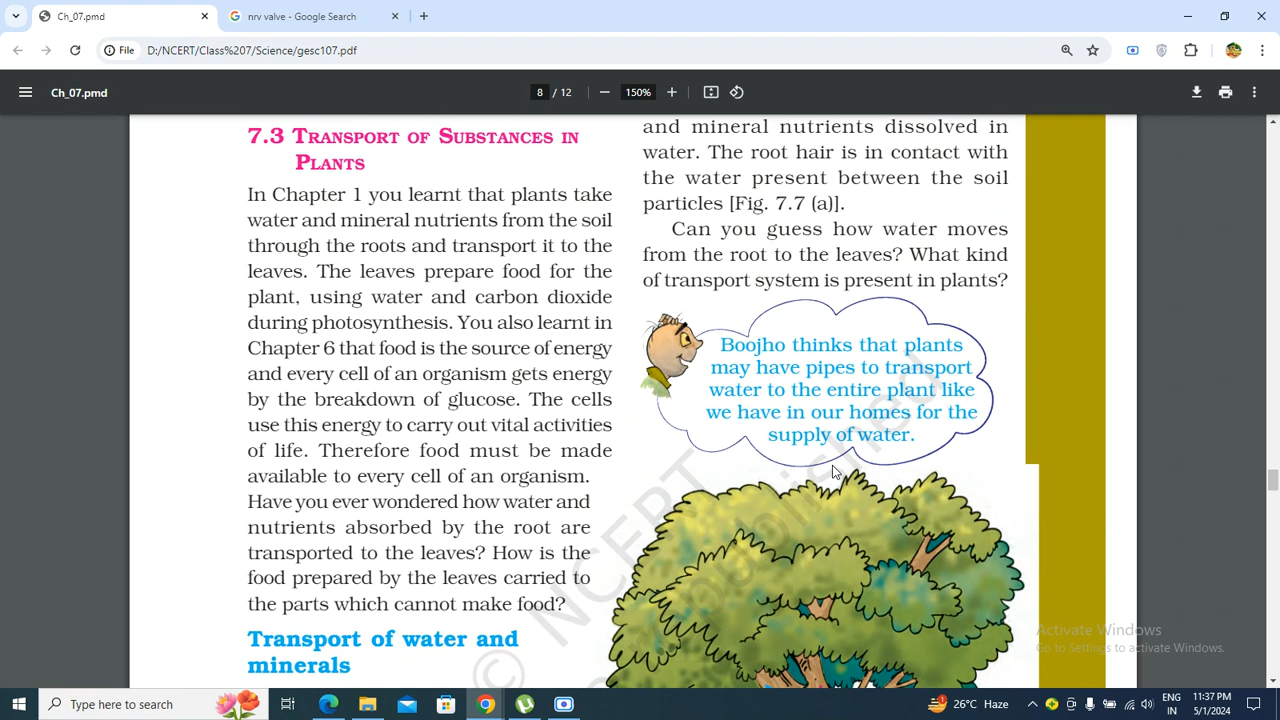 Ch_07.pmd
nrv valve - Google Search
File
D:/NCERT/Class%207/Science/gesc107.pdf
Ch_07.pmd
8 / 12
150%
7.3 TRANSPORT OF SUBSTANCES IN
PLANTS
In Chapter 1 you learnt that plants take
water and mineral nutrients from the soil
through the roots and transport it to the
leaves. The leaves prepare food for the
plant, using water and carbon dioxide
during photosynthesis. You also learnt in
Chapter 6 that food is the source of energy
and every cell of an organism gets energy
by the breakdown of glucose. The cells
use this energy to carry out vital activities
of life. Therefore food must be made
available to every cell of an organism.
Have you ever wondered how water and
nutrients absorbed by the root are
transported to the leaves? How is the
food prepared by the leaves carried to
the parts which cannot make food?
Transport of water and
minerals
and mineral nutrients dissolved in
water. The root hair is in contact with
the water present between the soil
particles [Fig. 7.7 (a)].
Can you guess how water moves
from the root to the leaves? What kind
of transport system is present in plants?
Boojho thinks that plants
may have pipes to transport
water to the entire plant like
we have in our homes for the
supply of water.
© NCERT
Activate Windows
Go to Settings to activate Windows.
Type here to search
26°C Haze
ENG
IN
11:37 PM
5/1/2024